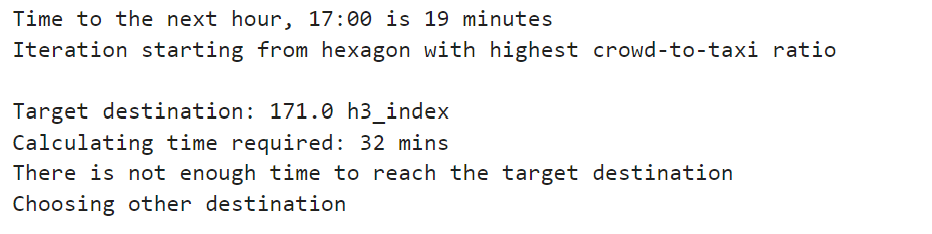 Time to the next hour, 17:00 is 19 minutes
Iteration starting from hexagon with highest crowd-to-taxi ratio
Target destination: 171.0 h3_index
Calculating time required: 32 mins
There is not enough time to reach the target destination
Choosing other destination